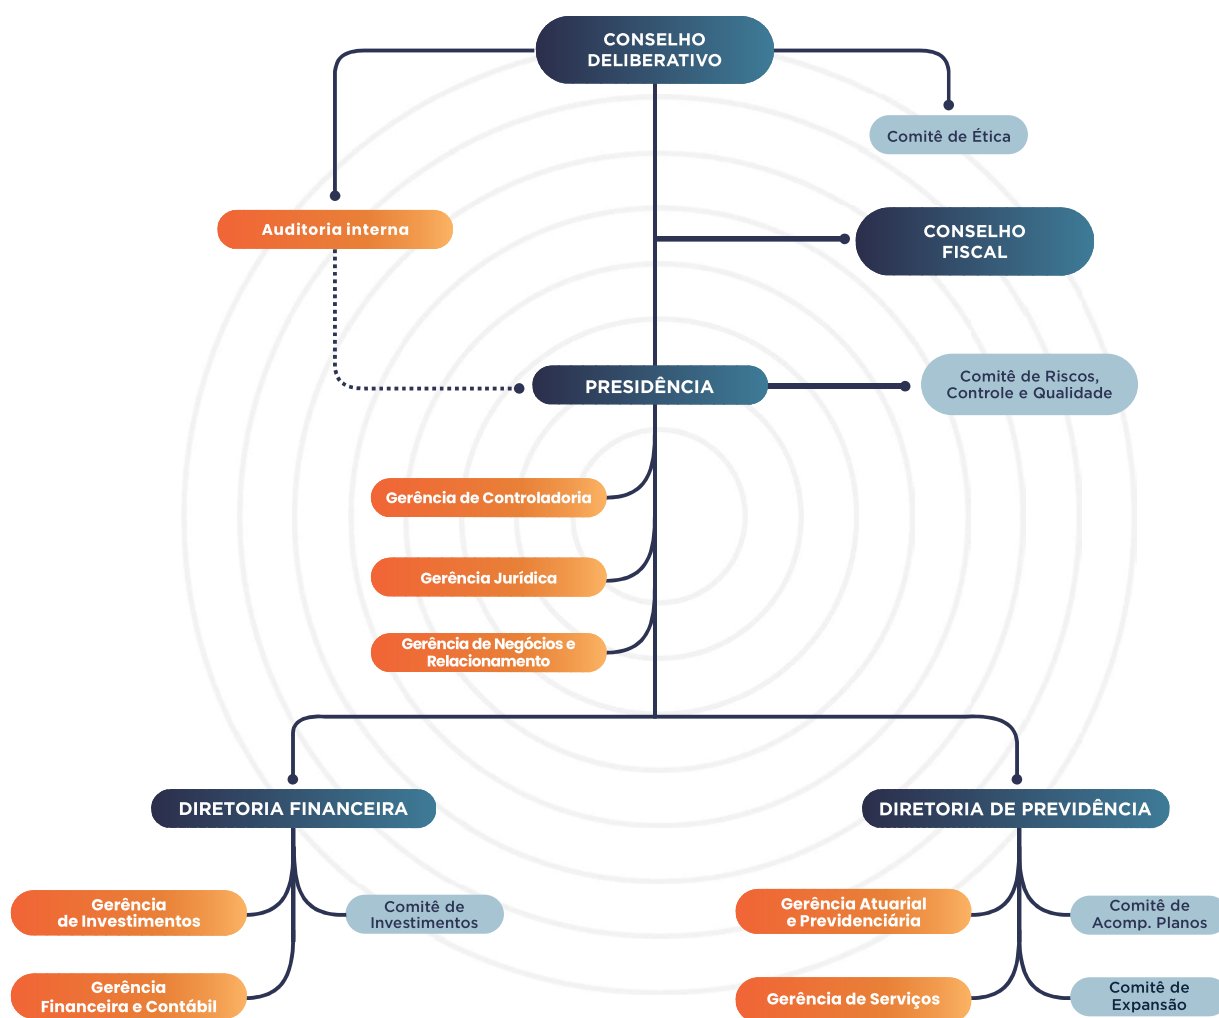 CONSELHO
DELIBERATIVO
Comitê de Ética
Auditoria interna
CONSELHO
FISCAL
PRESIDÊNCIA
Comitê de Riscos,
Controle e Qualidade
Gerência de Controladoria
Gerência Jurídica
Gerência de Negócios e
Relacionamento
DIRETORIA FINANCEIRA
DIRETORIA DE PREVIDÊNCIA
Gerência
de Investimentos
Comitê de
Investimentos
Gerência Atuarial
e Previdenciária
Comitê de
Acomp. Planos
Gerência
Financeira e Contábil
Gerência de Serviços
Comitê de
Expansão